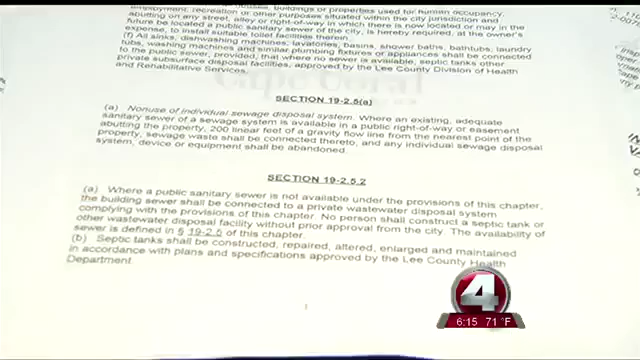 buildings or properties used for human occupancy,
employment, recreation or other purposes situated within the city jurisdiction and
abutting on any street, alley or right-of-way in which there is now located or may in the
future be located a public sanitary sewer of the city, is hereby required, at the owner's
expense, to install suitable toilet facilities therein.
(f) All sinks, dishwashing machines, lavatories, basins, shower baths, bathtubs, laundry
tubs, washing machines and similar plumbing fixtures or appliances shall be connected
to the public sewer, provided, that where no sewer is available, septic tanks other
private subsurface disposal facilities, approved by the Lee County Division of Health
and Rehabilitative Services.
SECTION 19-2.5(a)
(a) Nonuse of individual sewage disposal system. Where an existing, adequate
sanitary sewer of a sewage system is available in a public right-of-way or easement
abutting the property, 200 linear feet of a gravity flow line from the nearest point of the
property, sewage waste shall be connected thereto, and any individual sewage disposal
system, device or equipment shall be abandoned.
SECTION 19-2.5.2
(a) Where a public sanitary sewer is not available under the provisions of this chapter,
the building sewer shall be connected to a private wastewater disposal system
complying with the provisions of this chapter. No person shall construct a septic tank or
other wastewater disposal facility without prior approval from the city. The availability of
sewer is defined in § 19-2.5 of this chapter.
(b) Septic tanks shall be constructed, repaired, altered, enlarged and maintained
in accordance with plans and specifications approved by the Lee County Health
Department.
4
6:15 71°F